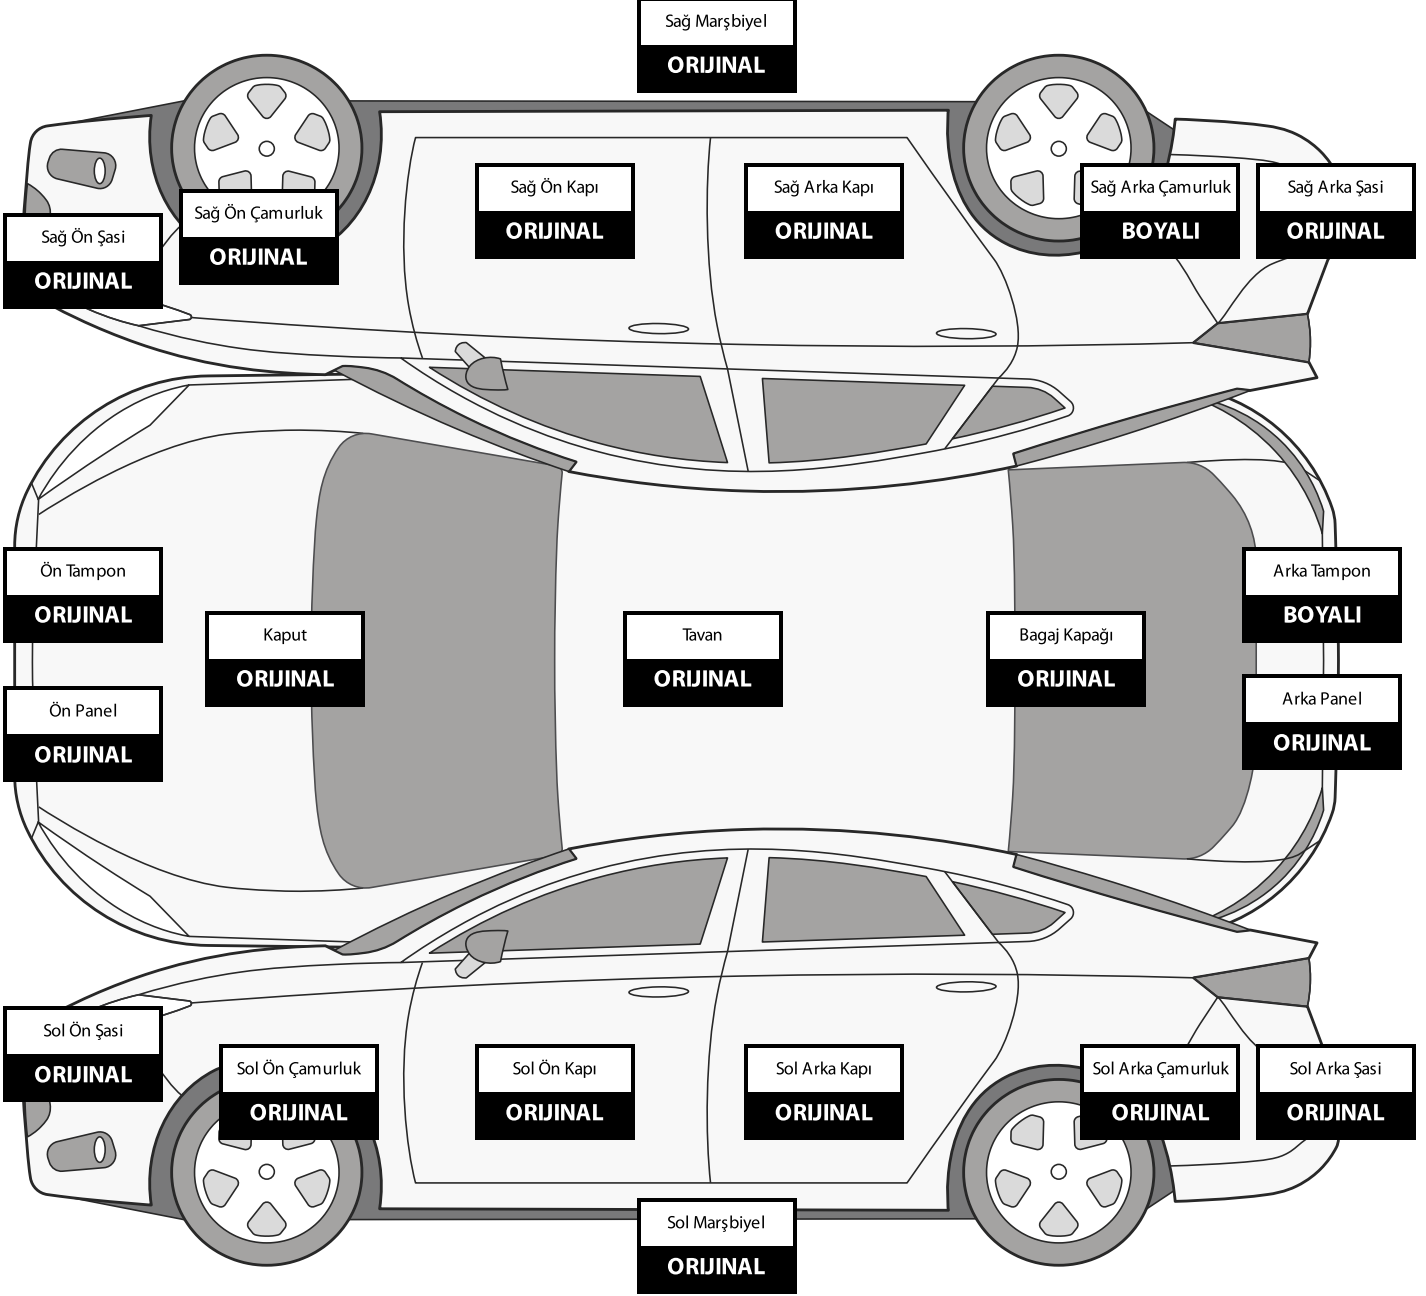 Sağ Marşbiyel
ORIJINAL
Sağ Ön Kapı
ORIJINAL
Sağ Arka Kapı
ORIJINAL
Sağ Arka Çamurluk
BOYALI
Sağ Arka Şasi
ORIJINAL
Sağ Ön Çamurluk
ORIJINAL
Sağ Ön Şasi
ORIJINAL
Ön Tampon
ORIJINAL
Arka Tampon
BOYALI
Kaput
ORIJINAL
Tavan
ORIJINAL
Bagaj Kapağı
ORIJINAL
Ön Panel
ORIJINAL
Arka Panel
ORIJINAL
Sol Ön Şasi
ORIJINAL
Sol Ön Çamurluk
ORIJINAL
Sol Ön Kapı
ORIJINAL
Sol Arka Kapı
ORIJINAL
Sol Arka Çamurluk
ORIJINAL
Sol Arka Şasi
ORIJINAL
Sol Marşbiyel
ORIJINAL